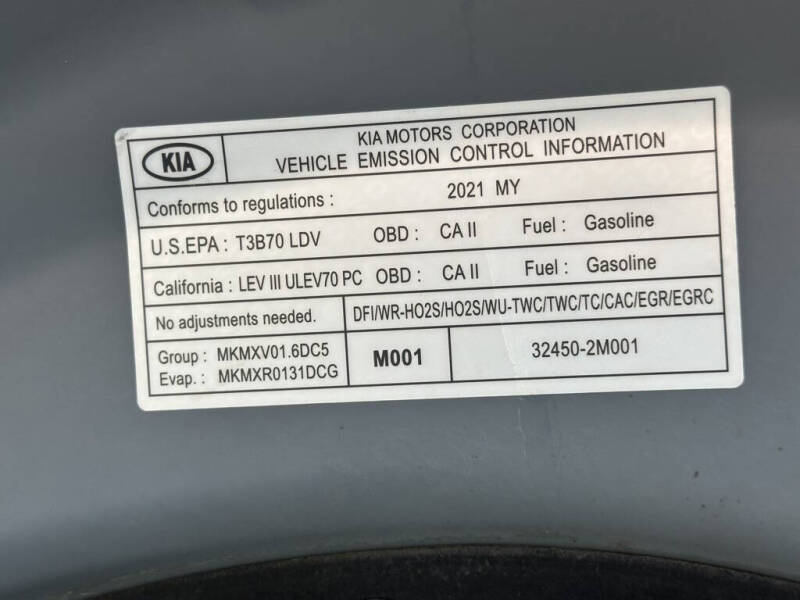 KIA
KIA MOTORS CORPORATION
VEHICLE EMISSION CONTROL INFORMATION
Conforms to regulations : 2021 MY
U.S.EPA : T3B70 LDV OBD : CA II Fuel : Gasoline
California : LEV III ULEV70 PC OBD : CA II Fuel : Gasoline
No adjustments needed. DFI/WR-HO2S/HO2S/WU-TWC/TWC/TC/CAC/EGR/EGRC
Group : MKMXV01.6DC5
Evap. : MKMXR0131DCG
M001
32450-2M001